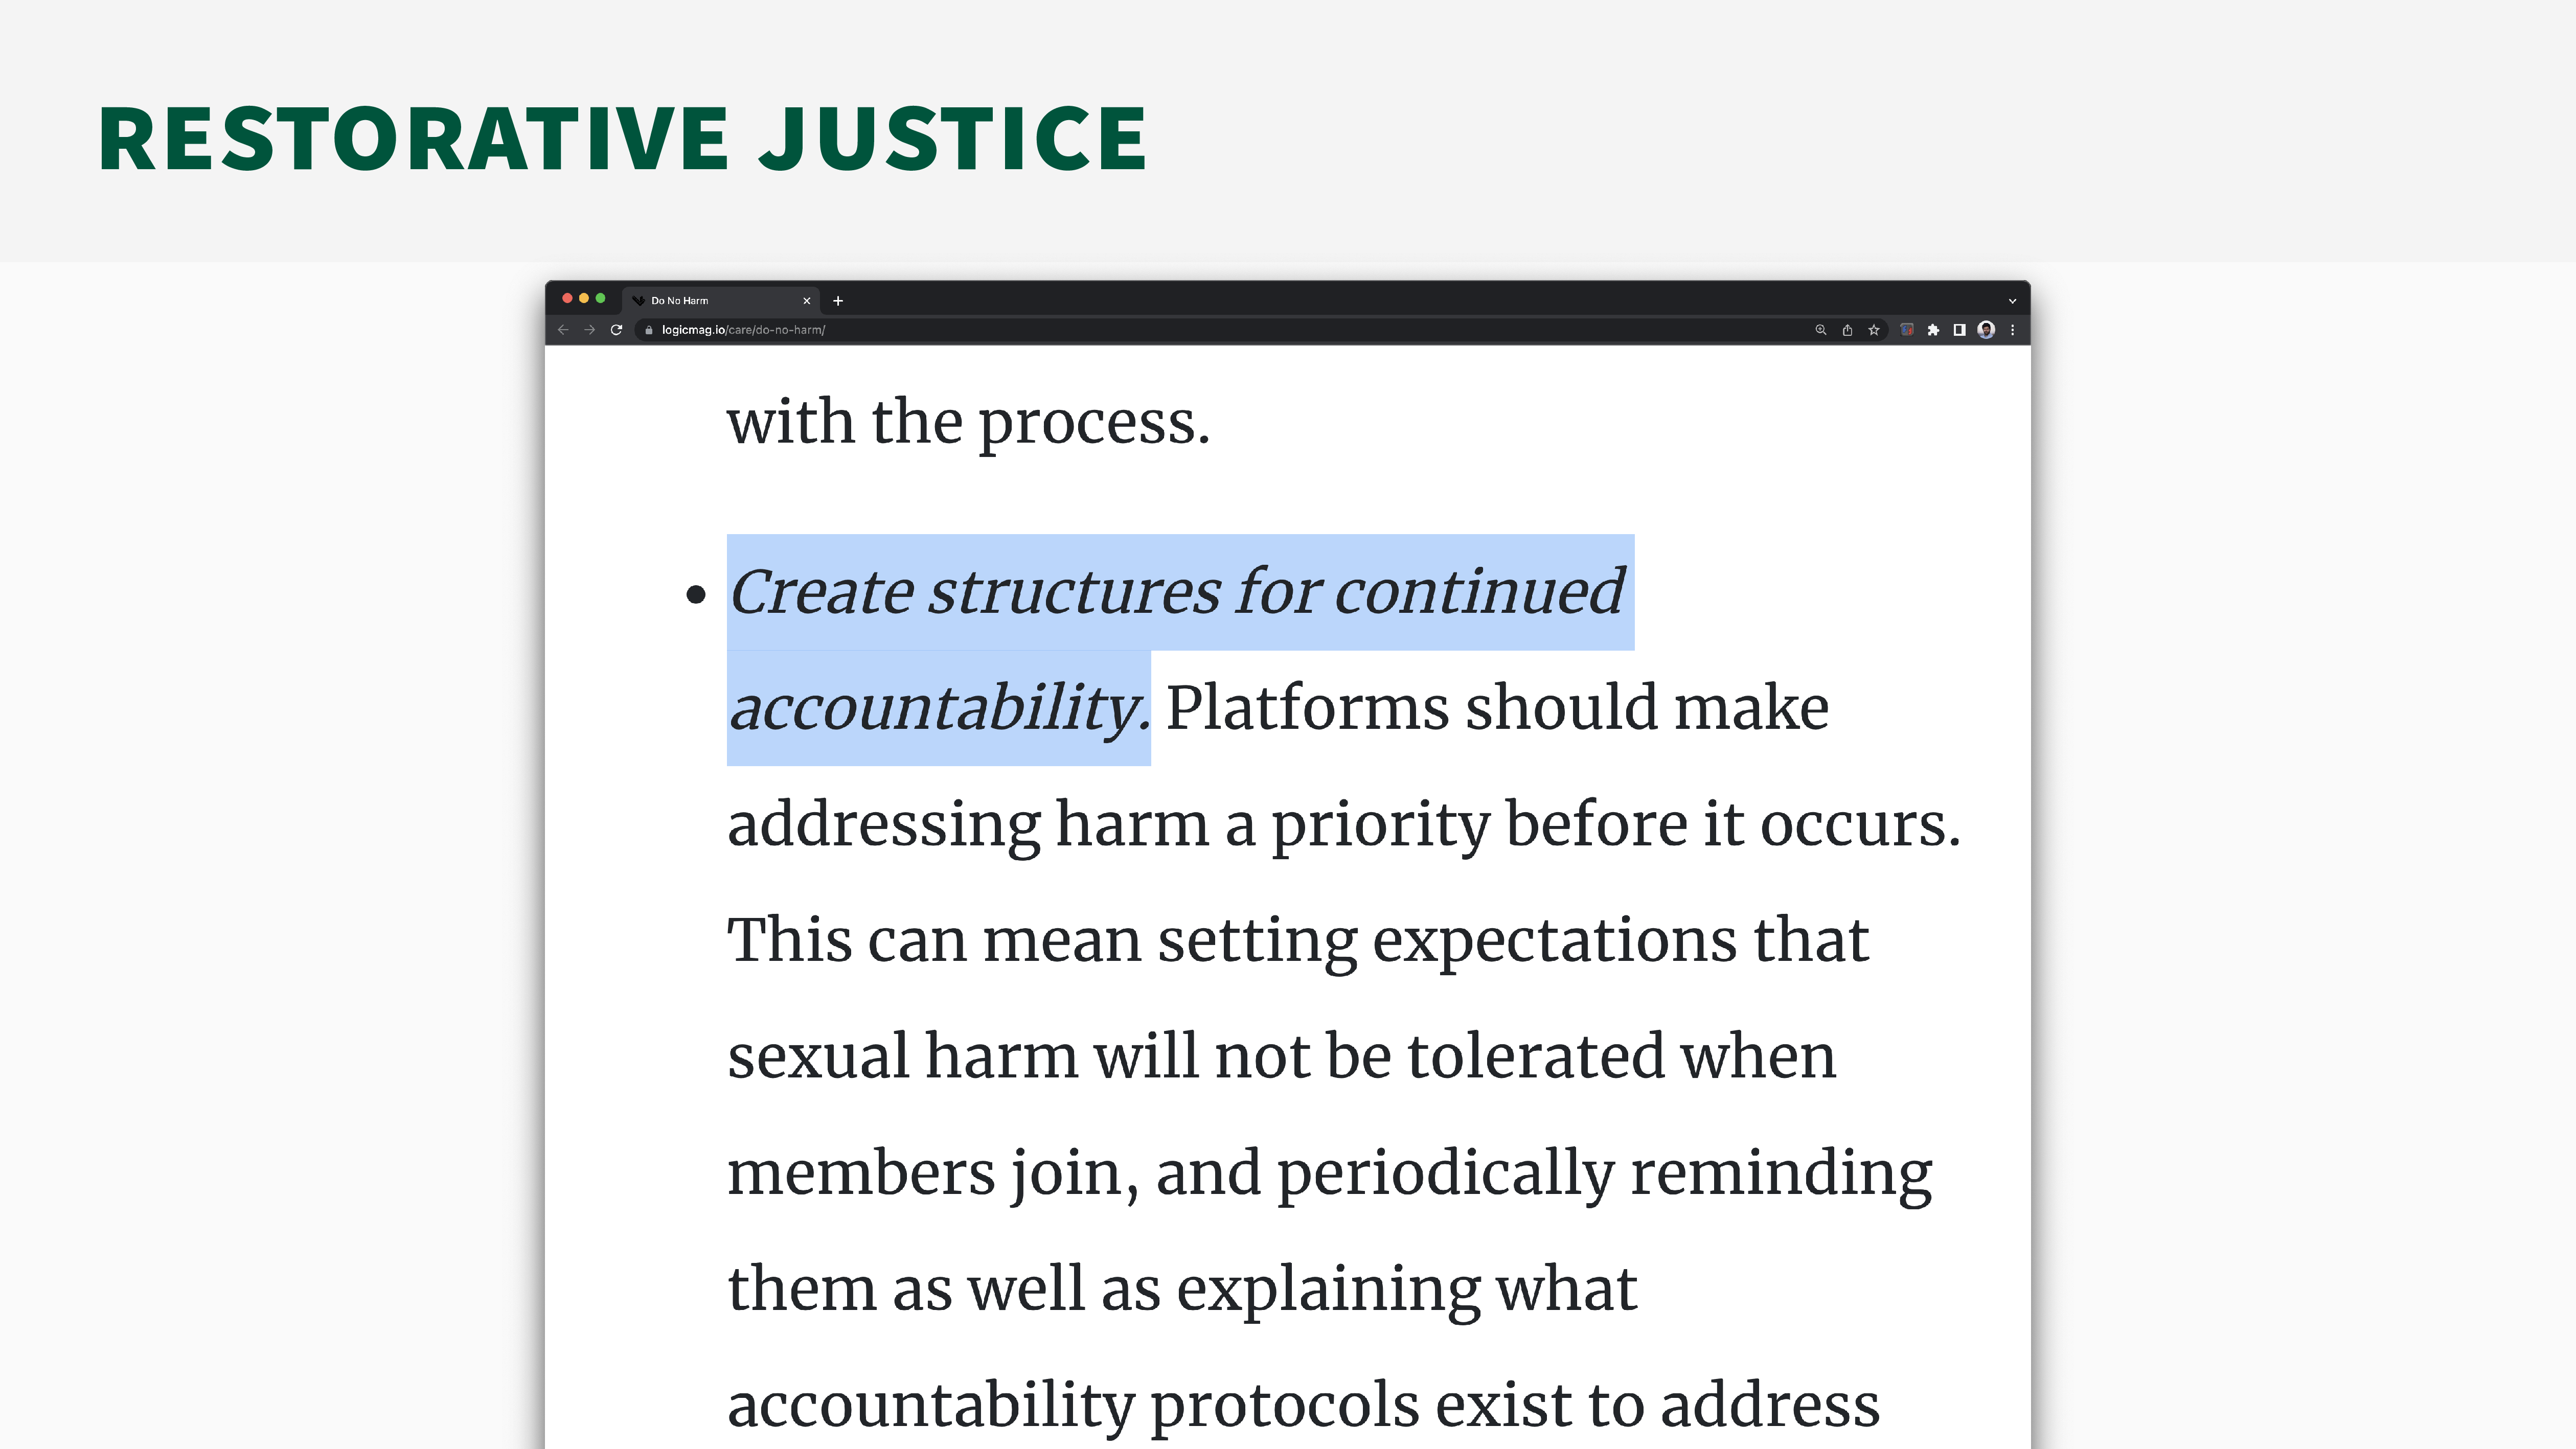 RESTORATIVE JUSTICE
Do No Harm
logicmag.io/care/do-no-harm/
with the process.
• Create structures for continued
accountability. Platforms should make
addressing harm a priority before it occurs.
This can mean setting expectations that
sexual harm will not be tolerated when
members join, and periodically reminding
them as well as explaining what
accountability protocols exist to address